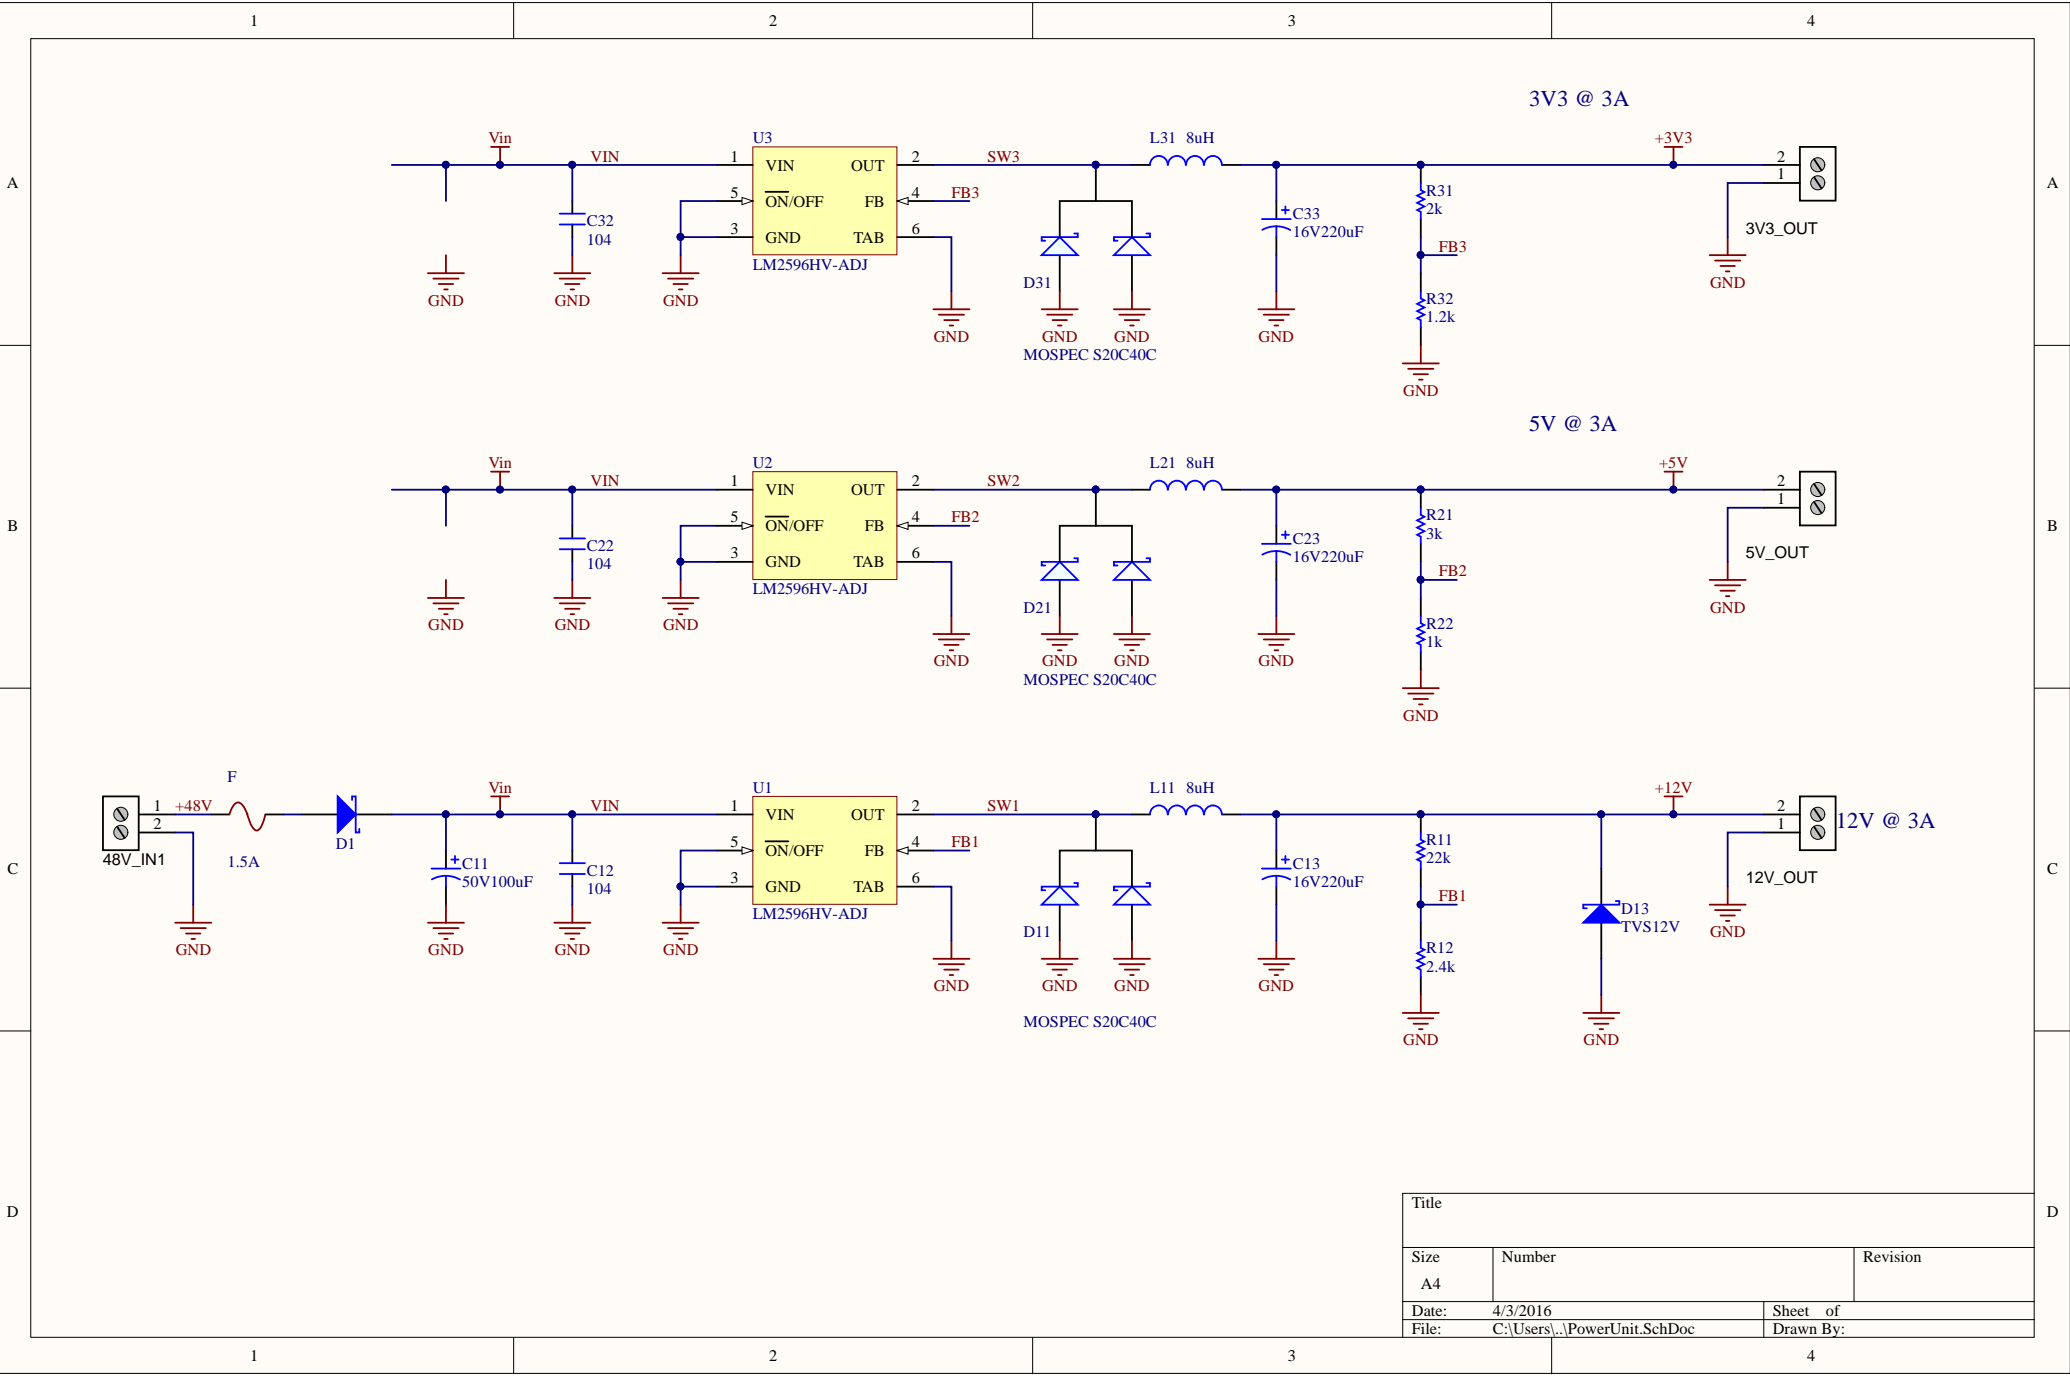 1 2 3 4
3V3 @ 3A
A A
Vin
VIN
U3
1 VIN OUT 2
5 ON/OFF FB 4
3 GND TAB 6
LM2596HV-ADJ
SW3
FB3
L31 8uH
+3V3
2
1
3V3_OUT
C32
104
C33
16V220uF
R31
2k
FB3
R32
1.2k
D31
GND GND GND GND GND GND GND GND GND
MOSPEC S20C40C
5V @ 3A
B B
Vin
VIN
U2
1 VIN OUT 2
5 ON/OFF FB 4
3 GND TAB 6
LM2596HV-ADJ
SW2
FB2
L21 8uH
+5V
2
1
5V_OUT
C22
104
C23
16V220uF
R21
3k
FB2
R22
1k
D21
GND GND GND GND GND GND GND GND GND
MOSPEC S20C40C
C C
48V_IN1
1
2
+48V
F
1.5A
D1
Vin
VIN
C11
50V100uF
C12
104
U1
1 VIN OUT 2
5 ON/OFF FB 4
3 GND TAB 6
LM2596HV-ADJ
SW1
FB1
L11 8uH
+12V
2
1
12V @ 3A
12V_OUT
C13
16V220uF
R11
22k
FB1
R12
2.4k
D13
TVS12V
D11
GND GND GND GND GND GND GND GND GND GND GND
MOSPEC S20C40C
D D
Title
Size Number Revision
A4
Date: 4/3/2016 Sheet of
File: C:\Users\..\PowerUnit.SchDoc Drawn By:
1 2 3 4